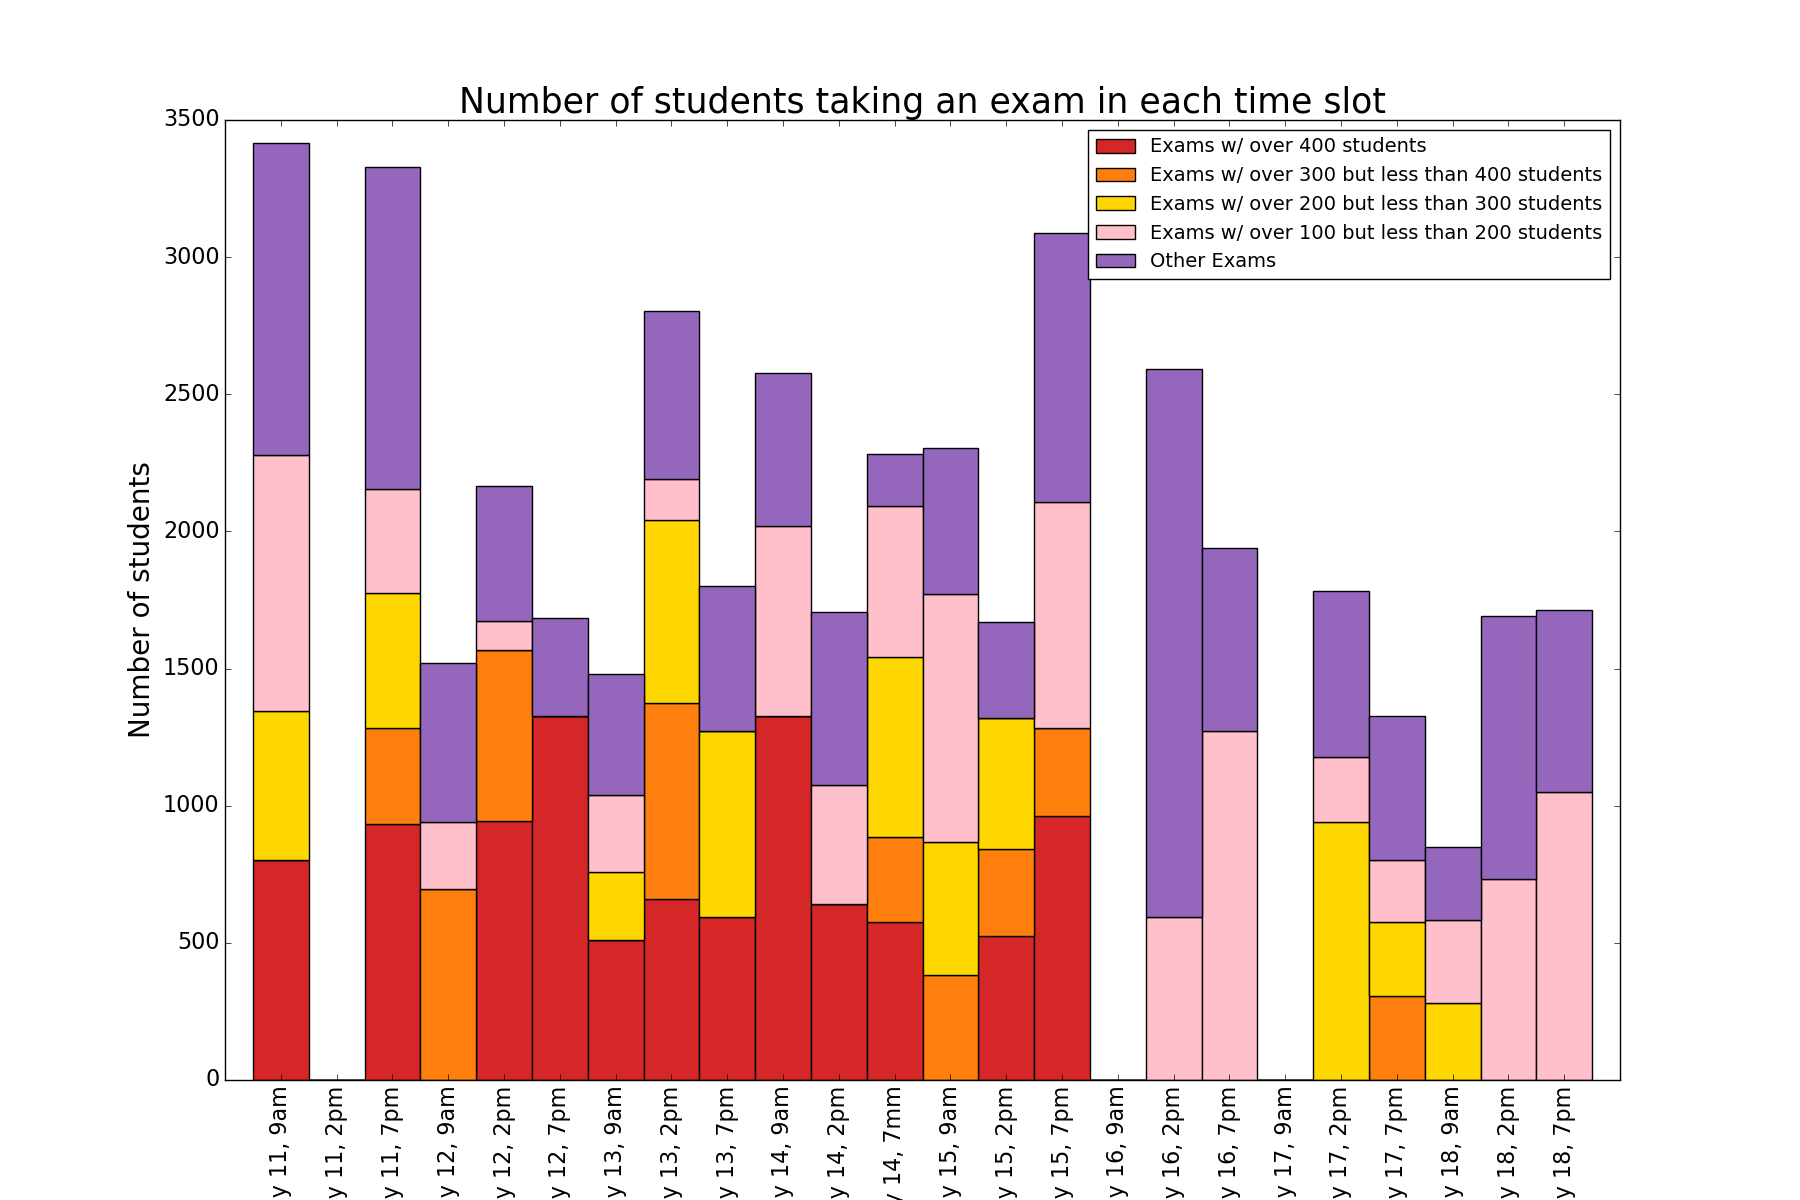 Number of students taking an exam in each time slot
Number of students
3500
3000
2500
2000
1500
1000
500
0
Exams w/ over 400 students
Exams w/ over 300 but less than 400 students
Exams w/ over 200 but less than 300 students
Exams w/ over 100 but less than 200 students
Other Exams
y 11, 9am
y 11, 2pm
y 11, 7pm
y 12, 9am
y 12, 2pm
y 12, 7pm
y 13, 9am
y 13, 2pm
y 13, 7pm
y 14, 9am
y 14, 2pm
y 14, 7mm
y 15, 9am
y 15, 2pm
y 15, 7pm
y 16, 9am
y 16, 2pm
y 16, 7pm
y 17, 9am
y 17, 2pm
y 17, 7pm
y 18, 9am
y 18, 2pm
y 18, 7pm